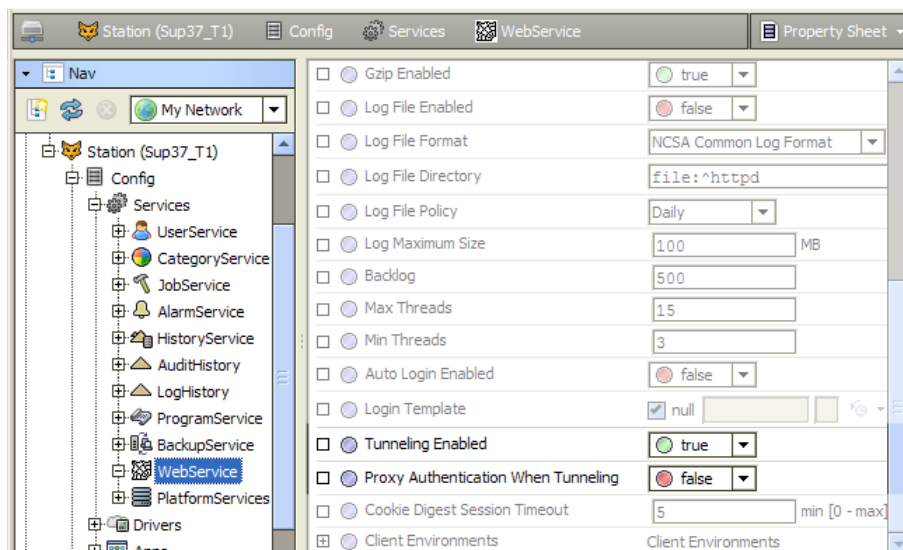 Station (Sup37_T1) Config Services WebService Property Sheet
Nav
My Network
Station (Sup37_T1)
Config
Services
UserService
CategoryService
JobService
AlarmService
HistoryService
AuditHistory
LogHistory
ProgramService
BackupService
WebService
PlatformServices
Drivers
Apps
Gzip Enabled true
Log File Enabled false
Log File Format NCSA Common Log Format
Log File Directory file:^httpd
Log File Policy Daily
Log Maximum Size 100 MB
Backlog 500
Max Threads 15
Min Threads 3
Auto Login Enabled false
Login Template null
Tunneling Enabled true
Proxy Authentication When Tunneling false
Cookie Digest Session Timeout 5 min [0 - max]
Client Environments Client Environments